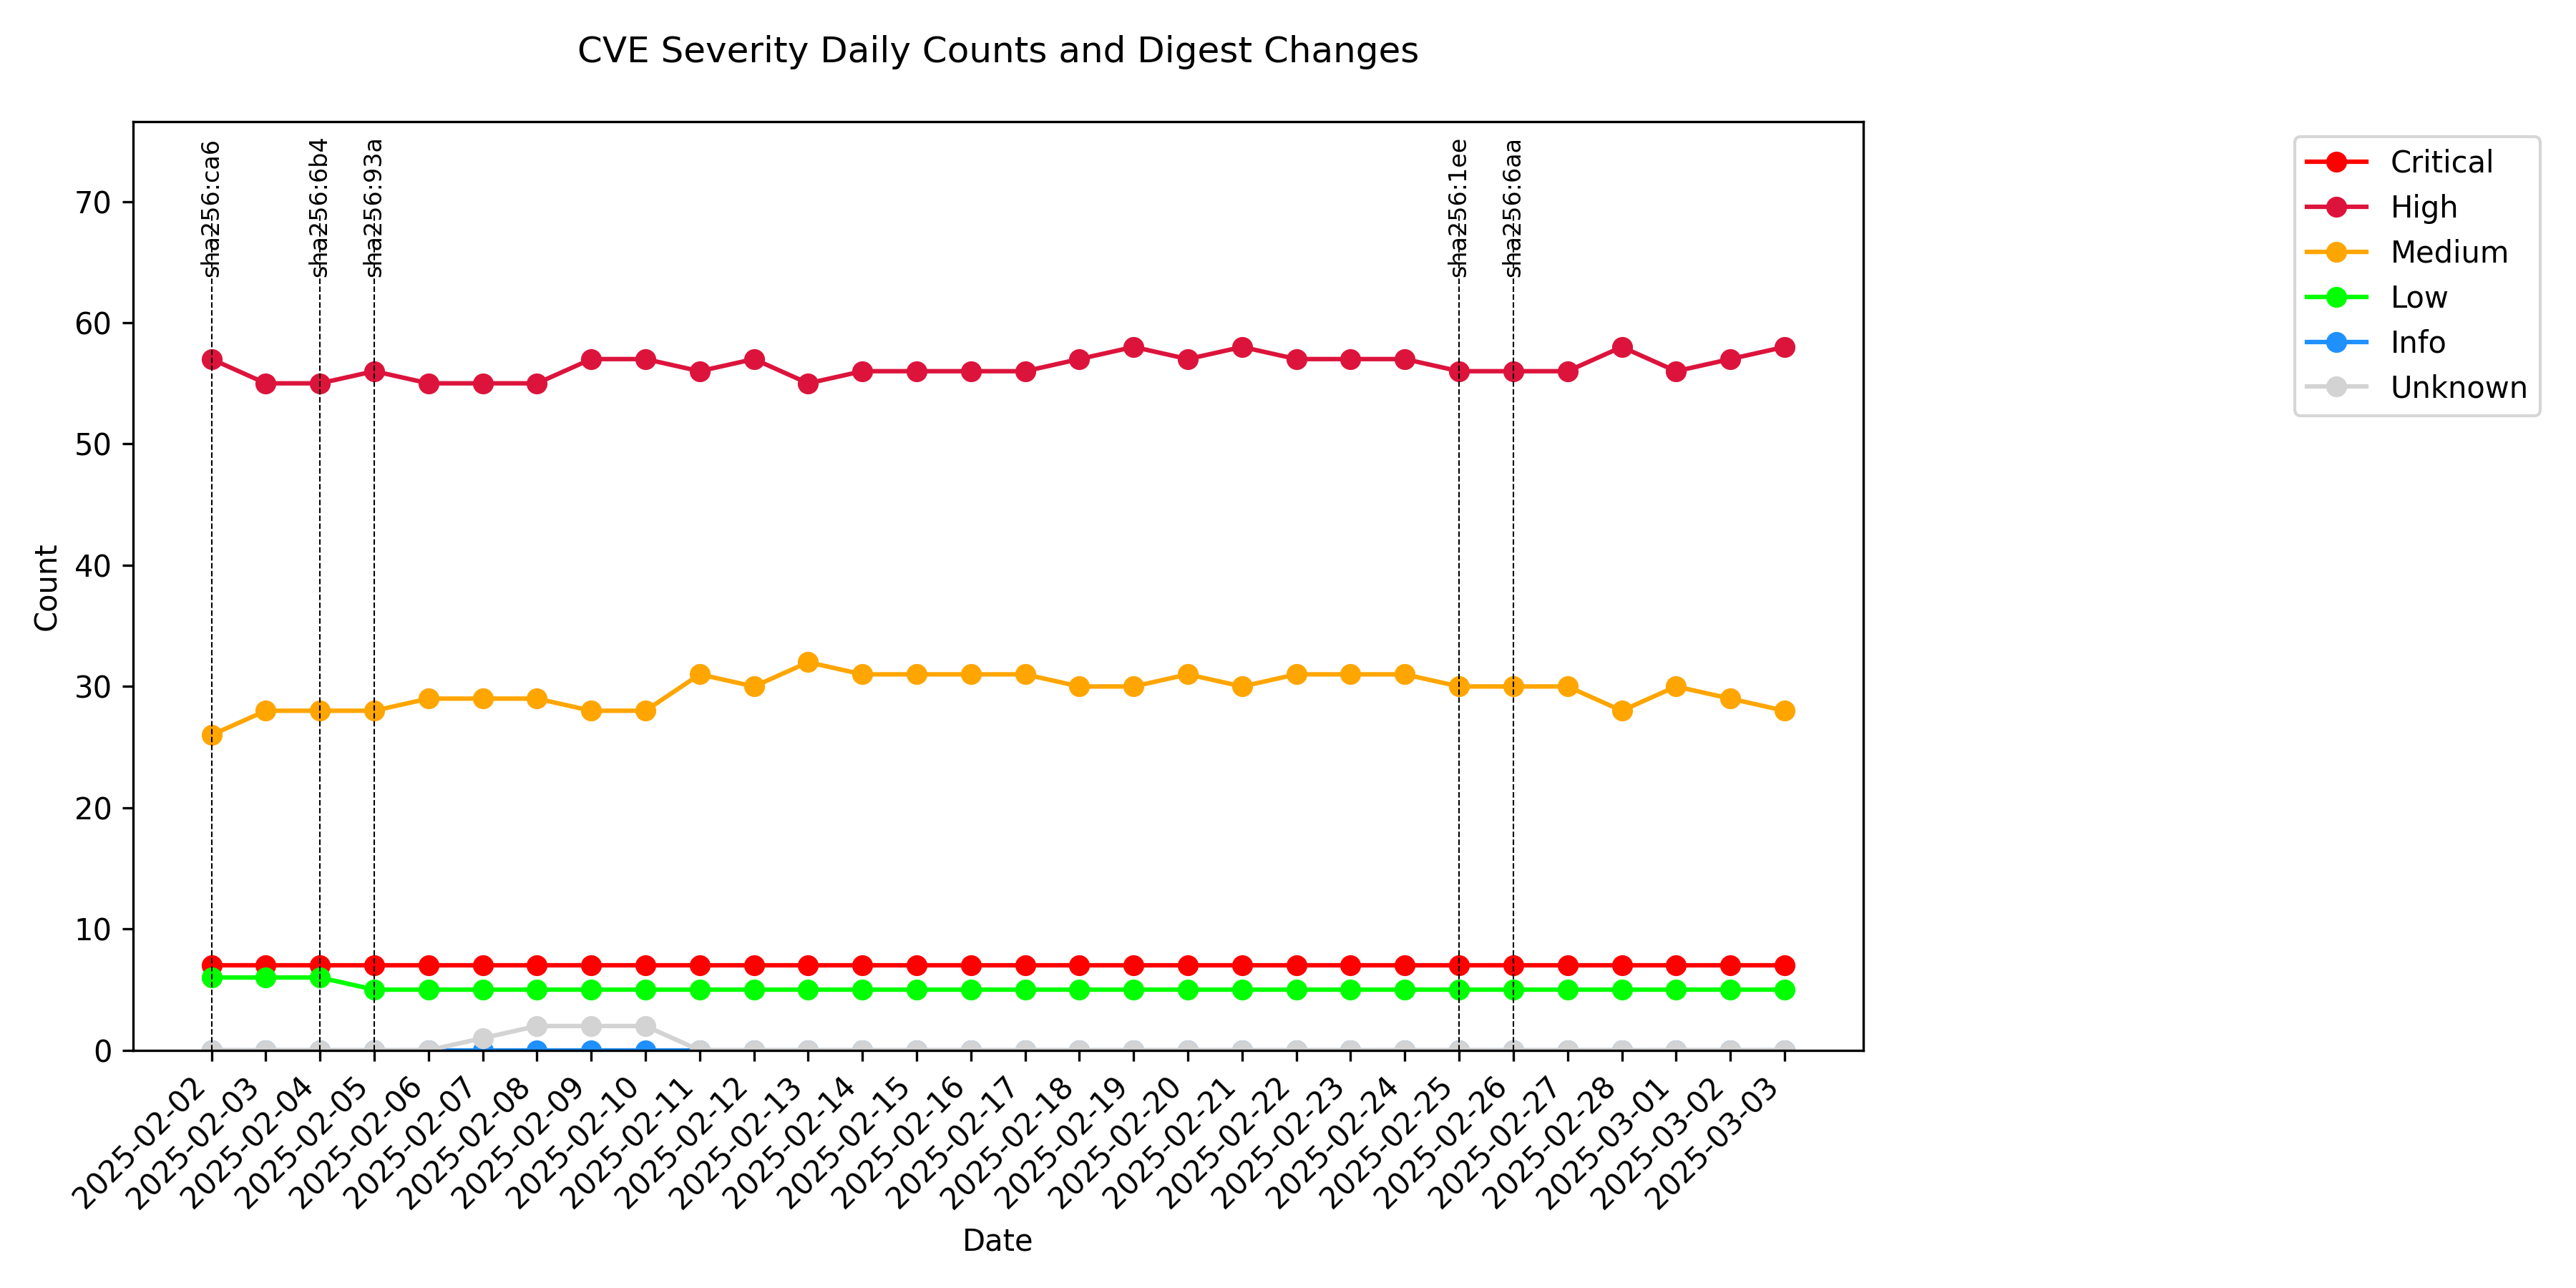 CVE Severity Daily Counts and Digest Changes
sha256:ca6
sha256:6b4
sha256:93a
sha256:1ee
sha256:6aa
Critical
High
Medium
Low
Info
Unknown
70
60
50
40
30
20
10
0
Count
2025-02-02
2025-02-03
2025-02-04
2025-02-05
2025-02-06
2025-02-07
2025-02-08
2025-02-09
2025-02-10
2025-02-11
2025-02-12
2025-02-13
2025-02-14
2025-02-15
2025-02-16
2025-02-17
2025-02-18
2025-02-19
2025-02-20
2025-02-21
2025-02-22
2025-02-23
2025-02-24
2025-02-25
2025-02-26
2025-02-27
2025-02-28
2025-03-01
2025-03-02
2025-03-03
Date